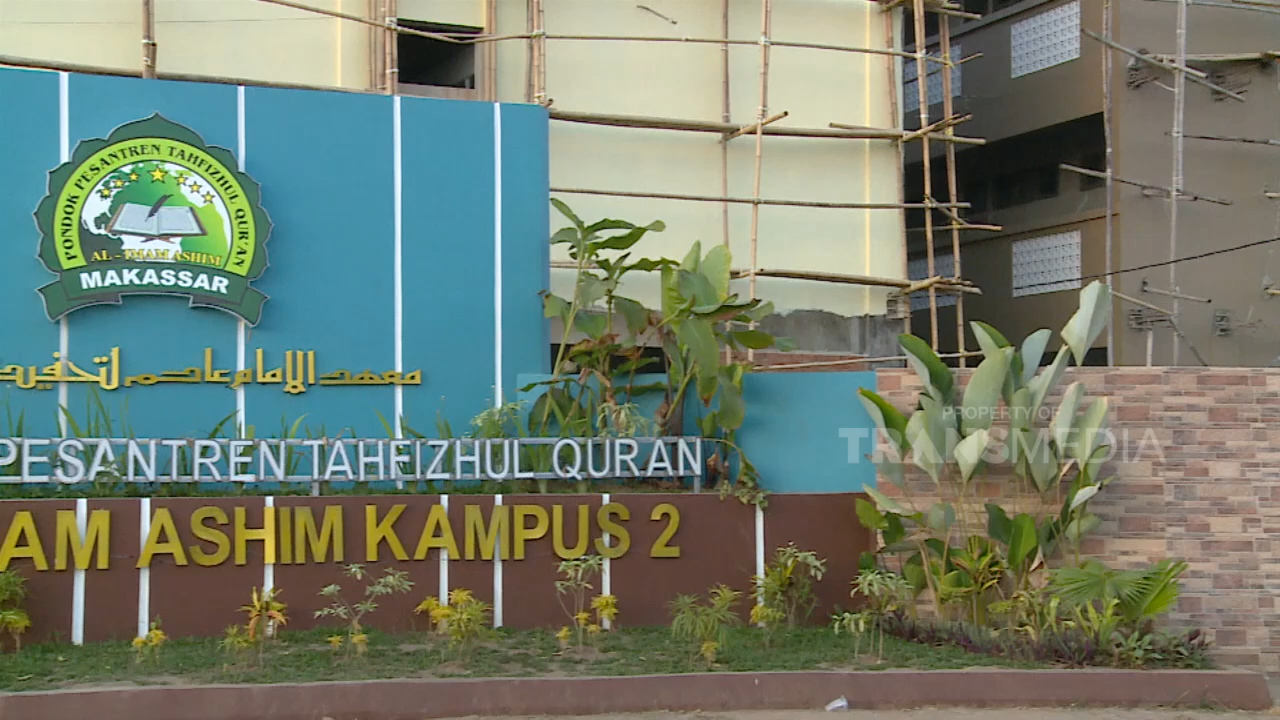 PONDOK PESANTREN TAHFIZHUL QUR'AN
AL - IMAM ASHIM
MAKASSAR
معهد الإمام عاصم لتحفيظ
PESANTREN TAHFIZHUL QURAN
AM ASHIM KAMPUS 2
PROPERTY OF
TRANSMEDIA